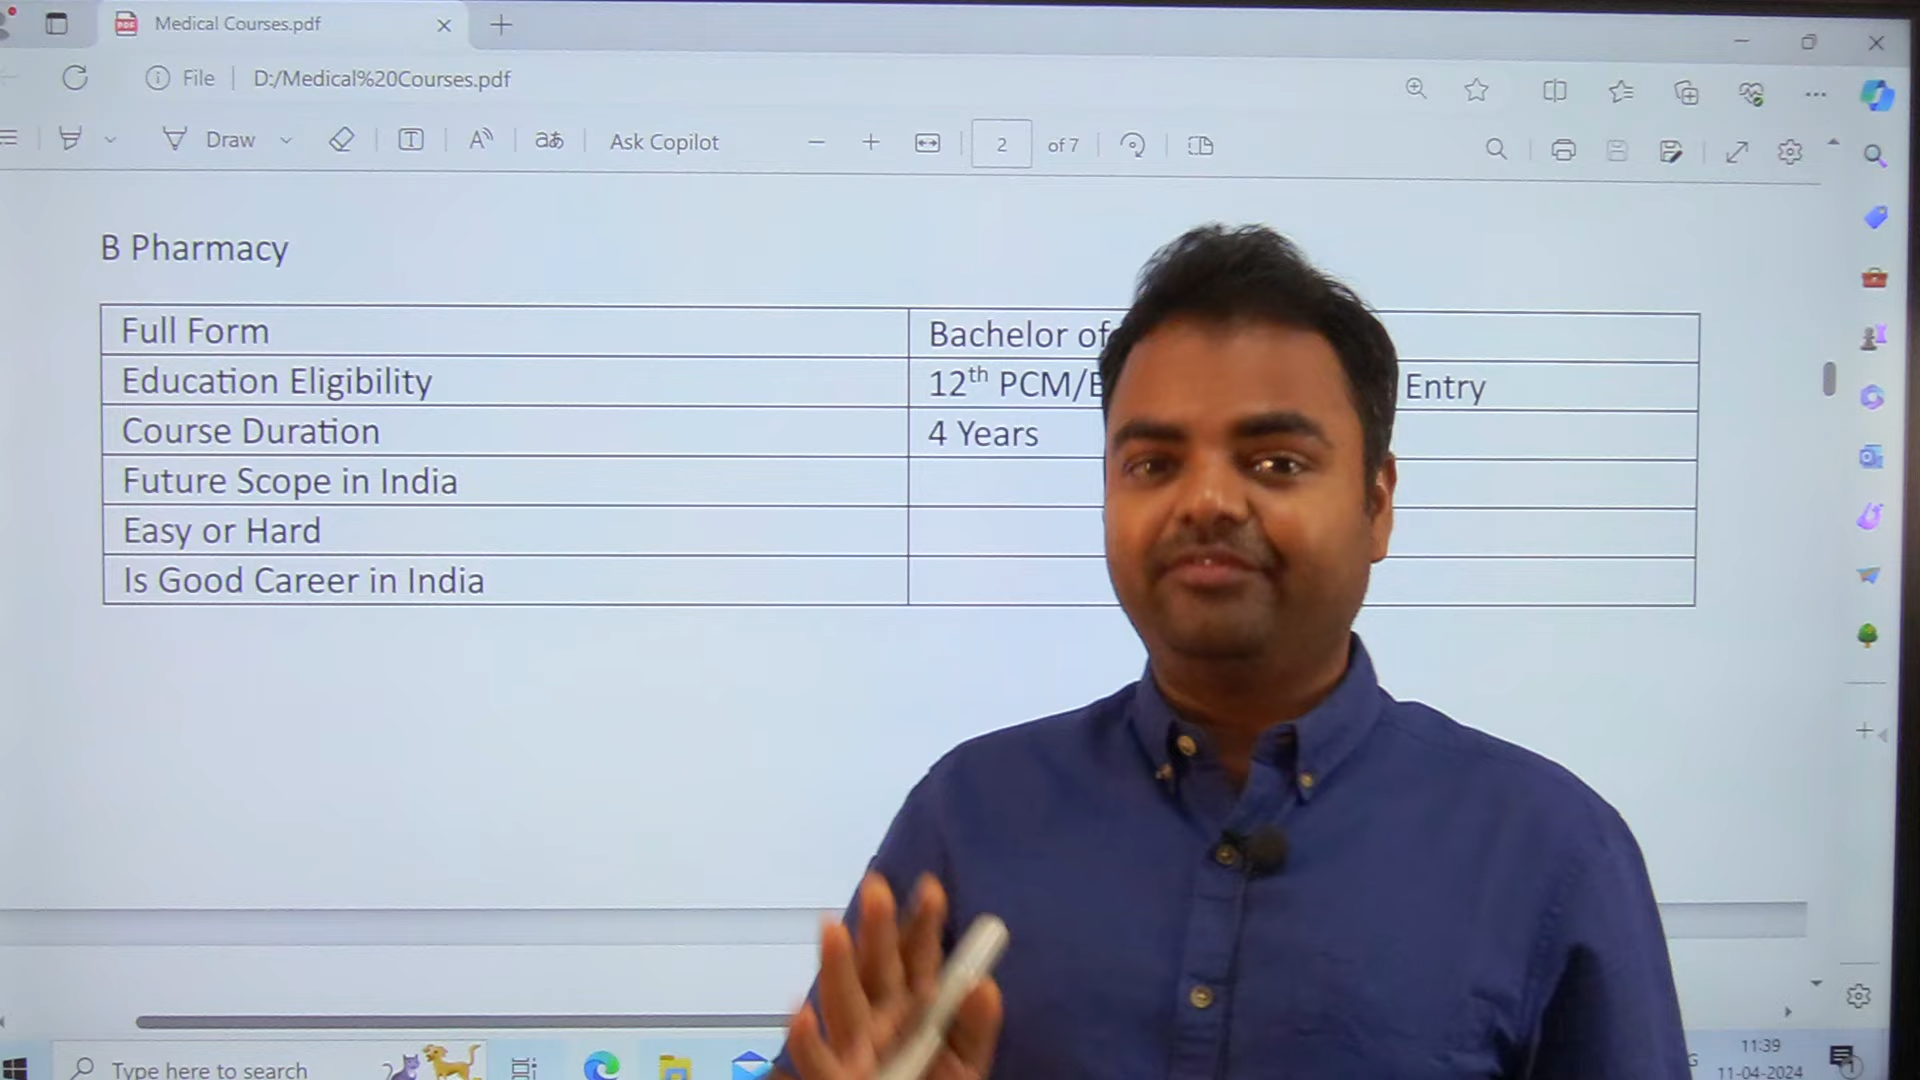 Medical Courses.pdf
File D:/Medical%20Courses.pdf
Draw Ask Copilot 2 of 7
B Pharmacy
Full Form Bachelor of
Education Eligibility 12th PCM/ Entry
Course Duration 4 Years
Future Scope in India
Easy or Hard
Is Good Career in India
Type here to search
11:39
11-04-2024